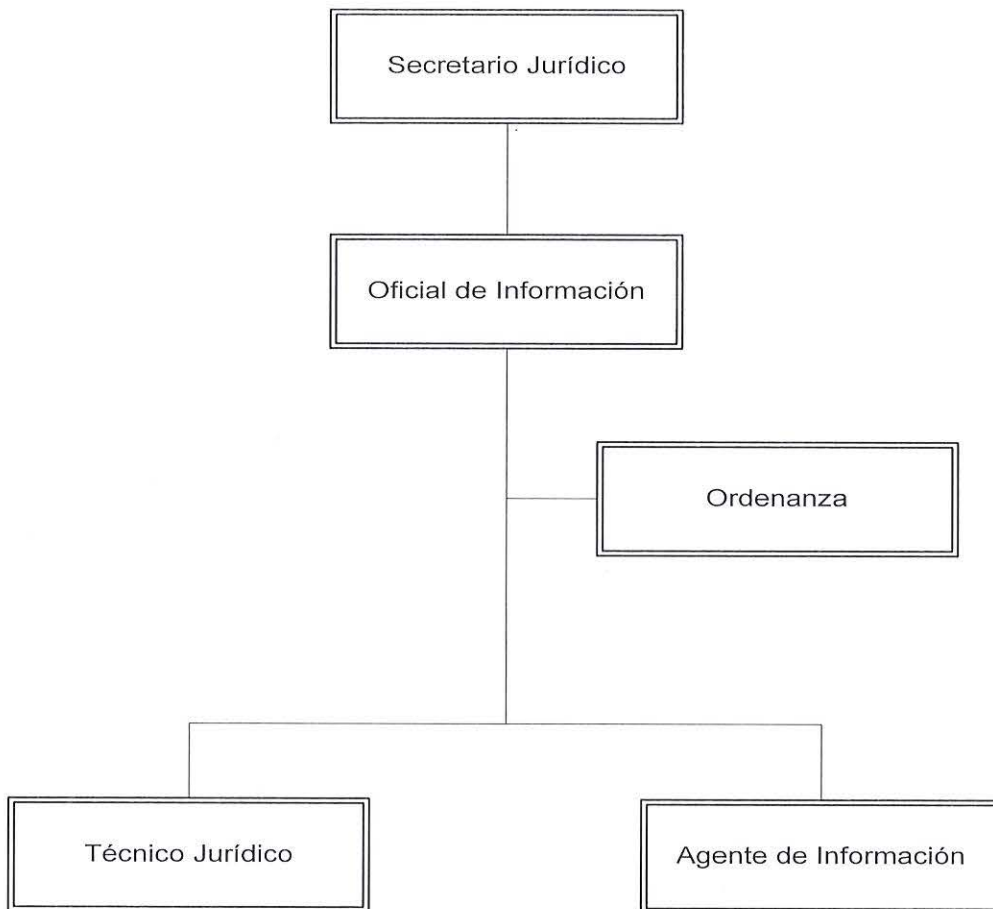 Secretario Jurídico
Oficial de Información
Ordenanza
Técnico Jurídico
Agente de Información